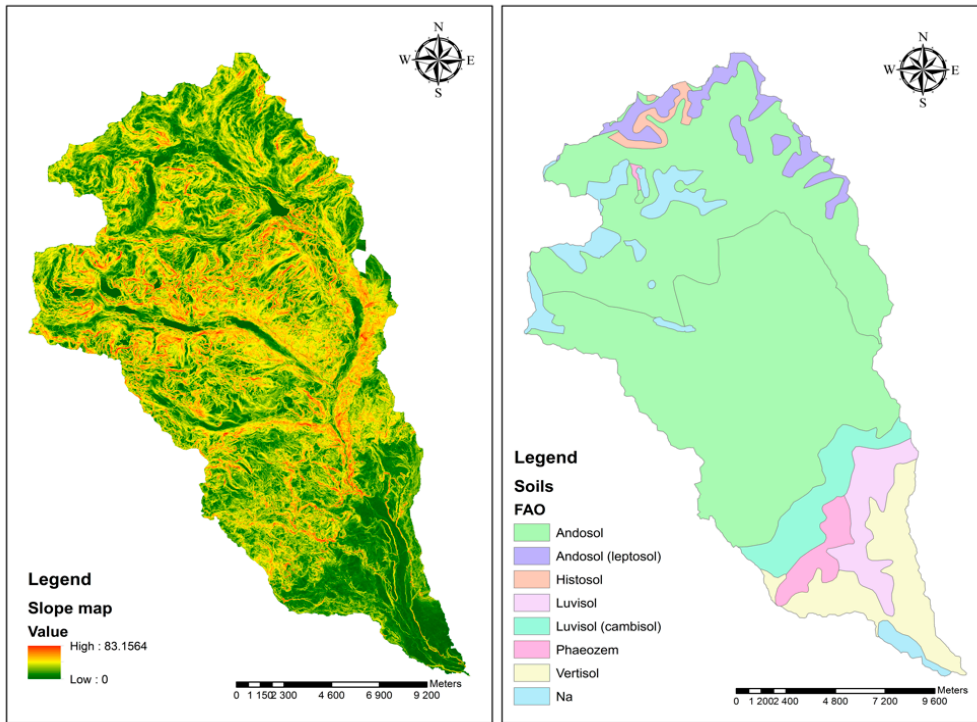 N
W E
S
Legend
Slope map
Value
High : 83.1564
Low : 0
Meters
0 1 150 2 300 4 600 6 900 9 200
N
W E
S
Legend
Soils
FAO
Andosol
Andosol (leptosol)
Histosol
Luvisol
Luvisol (cambisol)
Phaeozem
Vertisol
Na
Meters
0 1 200 2 400 4 800 7 200 9 600